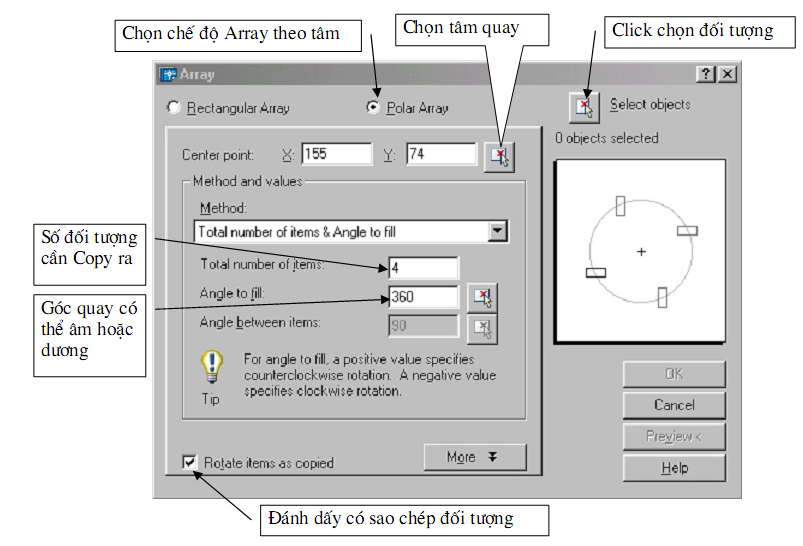 Chọn chế độ Array theo tâm
Chọn tâm quay
Click chọn đối tượng
Array
Rectangular Array
Polar Array
Select objects
0 objects selected
Center point:
X:
155
Y:
74
Method and values
Method:
Total number of items & Angle to fill
Số đối tượng
cần Copy ra
Total number of items:
4
Angle to fill:
360
Góc quay có
thể âm hoặc
dương
Angle between items:
90
For angle to fill, a positive value specifies
counterclockwise rotation. A negative value
specifies clockwise rotation.
Tip
OK
Cancel
Preview <
Help
Rotate items as copied
More
Đánh dấy có sao chép đối tượng